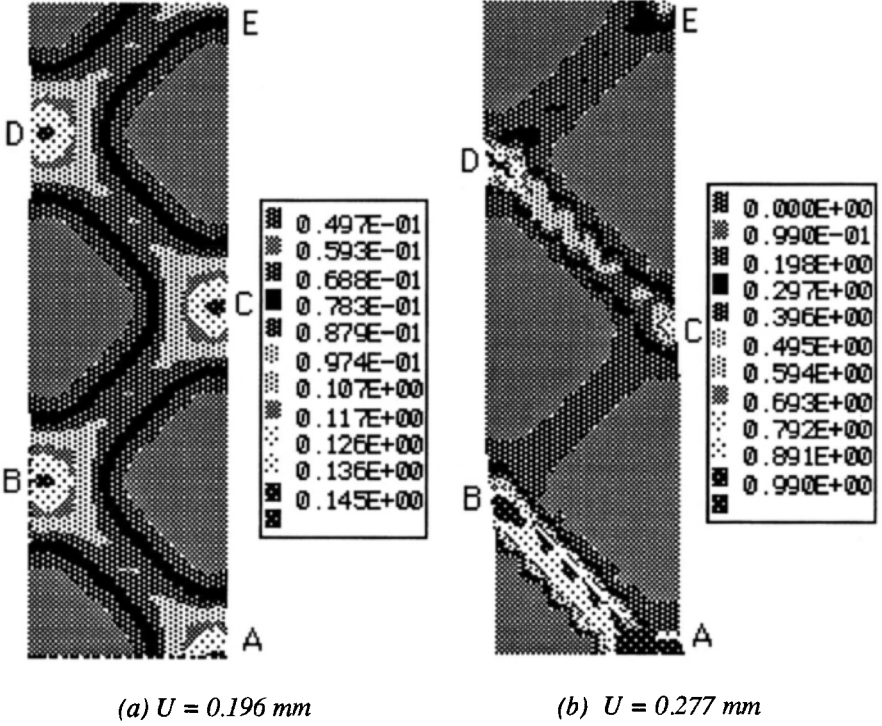 E
D
C
B
A
0.497E-01
0.593E-01
0.688E-01
0.783E-01
0.879E-01
0.974E-01
0.107E+00
0.117E+00
0.126E+00
0.136E+00
0.145E+00
(a) U = 0.196 mm
E
D
C
B
A
0.000E+00
0.990E-01
0.198E+00
0.297E+00
0.396E+00
0.495E+00
0.594E+00
0.693E+00
0.792E+00
0.891E+00
0.990E+00
(b) U = 0.277 mm